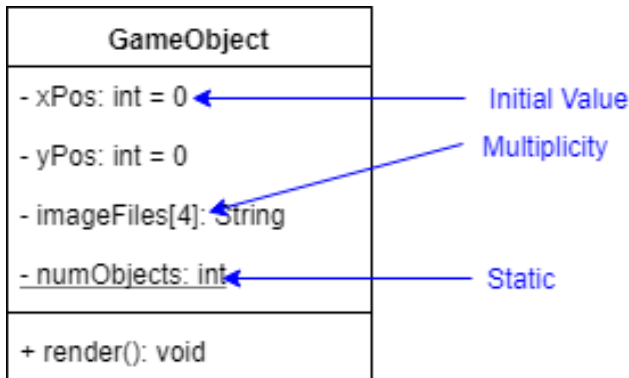 GameObject
- xPos: int = 0
Initial Value
- yPos: int = 0
Multiplicity
- imageFiles[4]: String
- numObjects: int
Static
+ render(): void